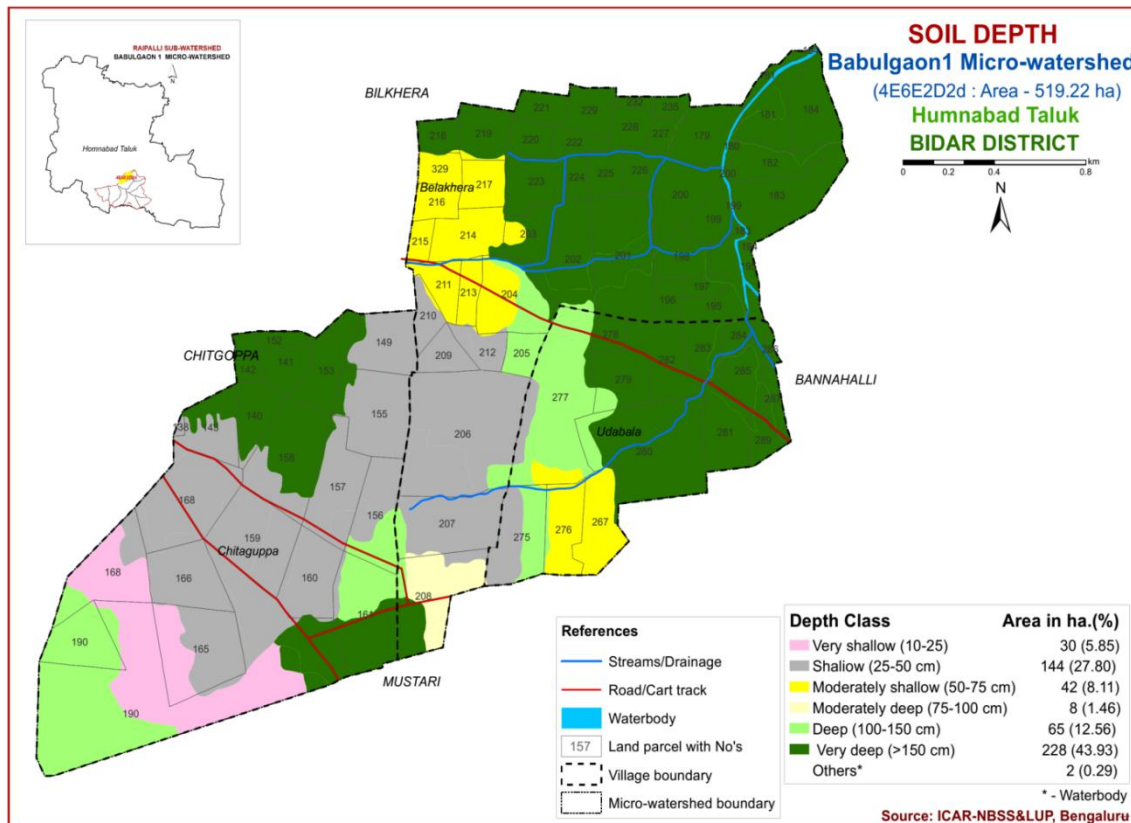 RAIPALLI SUB-WATERSHED
BABULGAON 1 MICRO-WATERSHED
N
Homnabad Taluk
SOIL DEPTH
Babulgaon1 Micro-watershed
(4E6E2D2d : Area - 519.22 ha)
Humnabad Taluk
BIDAR DISTRICT
0 0.2 0.4 0.8 km
N
BILKHERA
221 229 232 235
218 219 220 222 228 227 179 180 181 184
182 183
329 217 223 224 225 226 200 200
Belakhera
216 199 199
215 214 203 202 201 198
211 213 204 197 196 195
210 209 212 205 278 282 283 284
CHITGOPPA
152 149 141 142 153
BANNAHALLI
140 155 206 277 279 265
Udabala
138 143 158 280 281 289
168 157 156 207 275 276 267
159
Chitaguppa
168 166 160 208
190 165 161
190
MUSTARI
References
Streams/Drainage
Road/Cart track
Waterbody
157 Land parcel with No's
Village boundary
Micro-watershed boundary
Depth Class Area in ha.(%)
Very shallow (10-25) 30 (5.85)
Shallow (25-50 cm) 144 (27.80)
Moderately shallow (50-75 cm) 42 (8.11)
Moderately deep (75-100 cm) 8 (1.46)
Deep (100-150 cm) 65 (12.56)
Very deep (>150 cm) 228 (43.93)
Others* 2 (0.29)
* - Waterbody
Source: ICAR-NBSS&LUP, Bengaluru